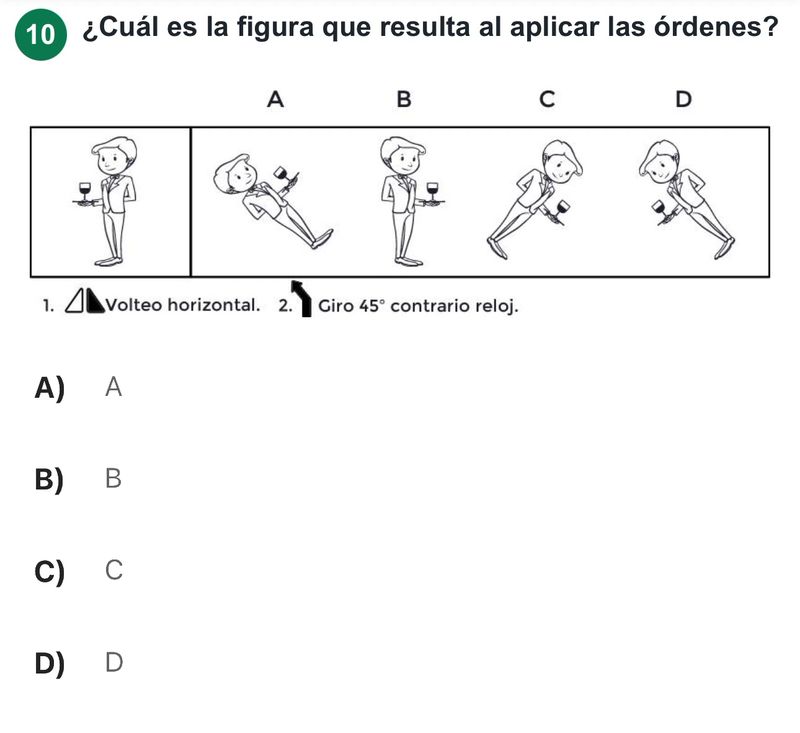 10 ¿Cuál es la figura que resulta al aplicar las órdenes?
A B C D
1. Volteo horizontal. 2. Giro 45° contrario reloj.
A) A
B) B
C) C
D) D